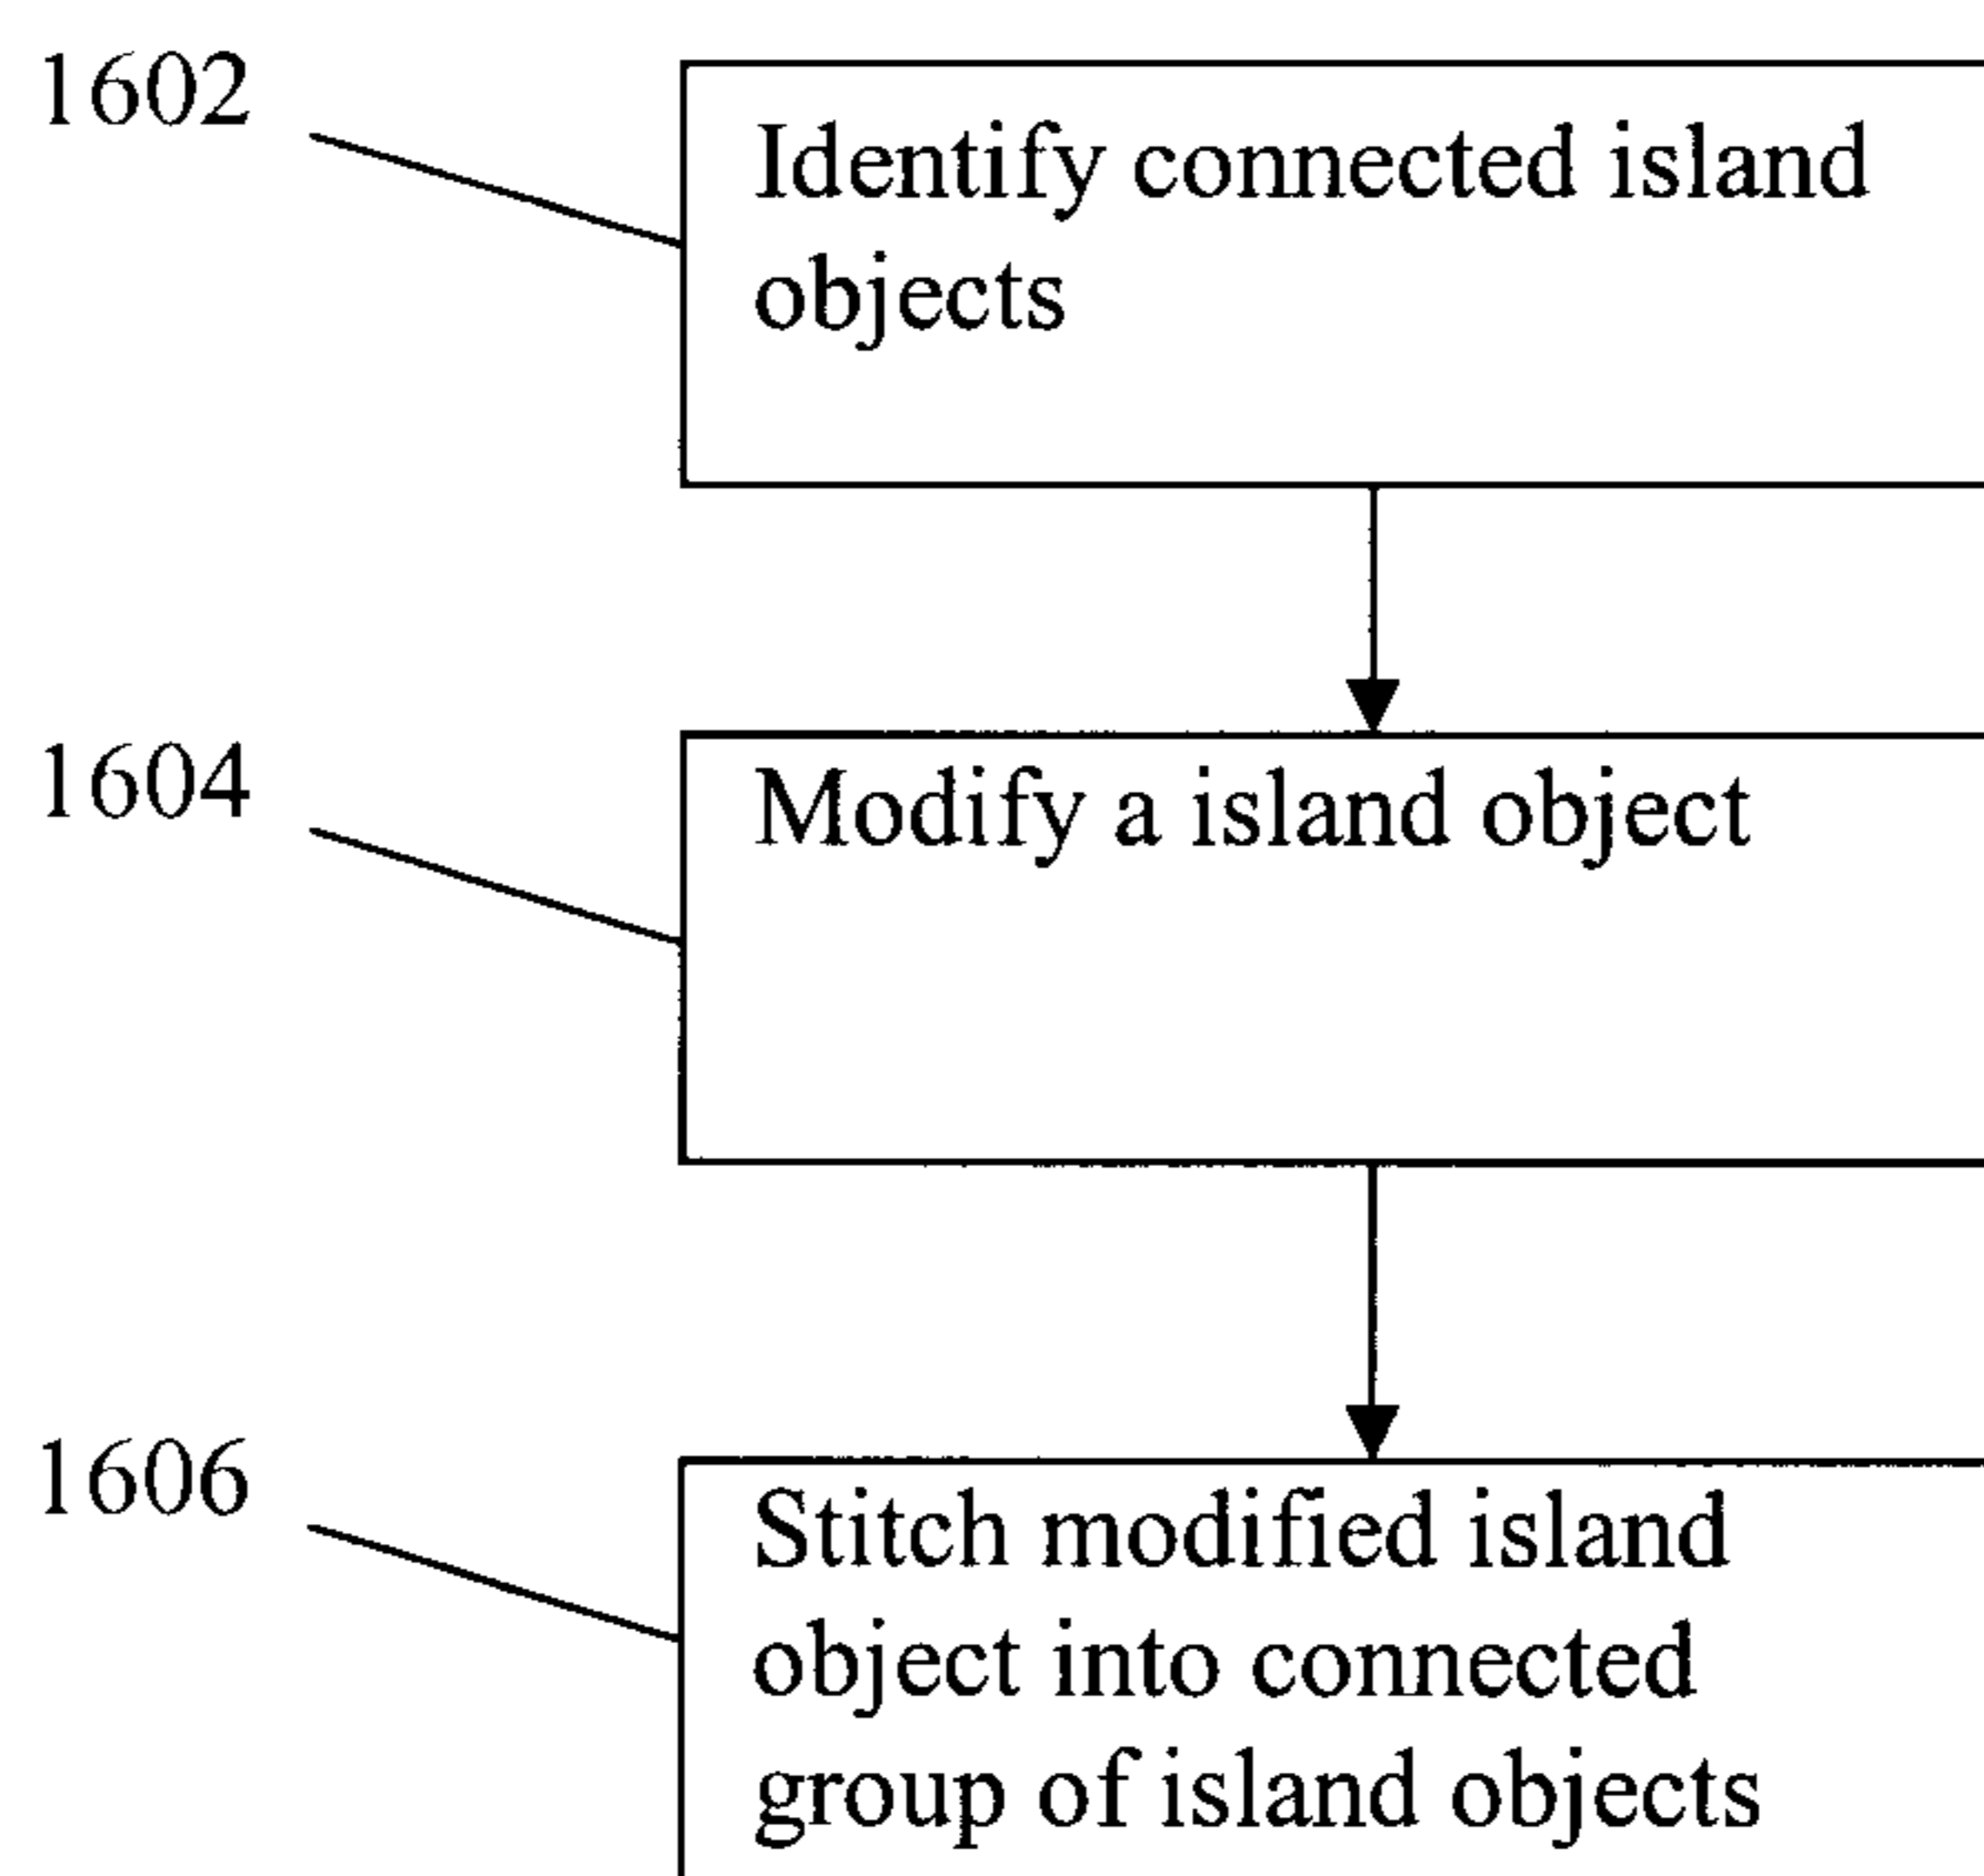 1602
Identify connected island
objects
1604
Modify a island object
1606
Stitch modified island
object into connected
group of island objects